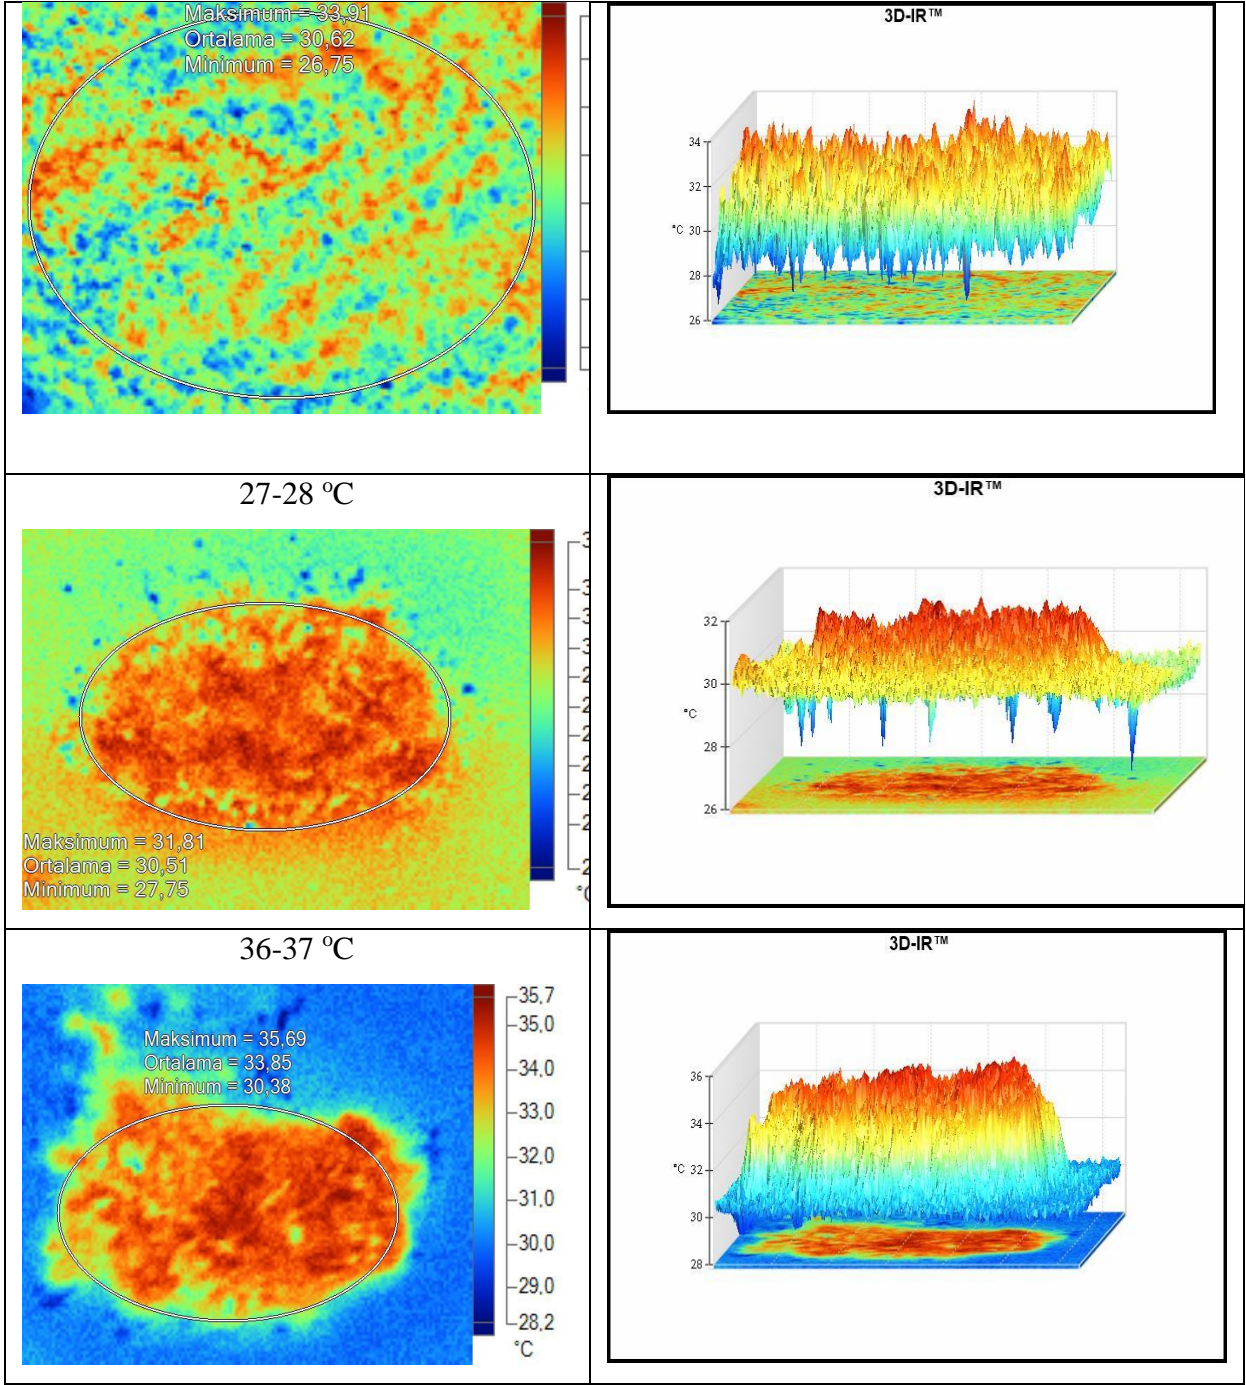 Maksimum = 33,91
Ortalama = 30,62
Minimum = 26,75
3D-IR™
34
32
°C 30
28
26
27-28 ºC
Maksimum = 31,81
Ortalama = 30,51
Minimum = 27,75
3D-IR™
32
30
°C
28
26
36-37 ºC
Maksimum = 35,69
Ortalama = 33,85
Minimum = 30,38
35,7
35,0
34,0
33,0
32,0
31,0
30,0
29,0
28,2
°C
3D-IR™
36
34
°C 32
30
28